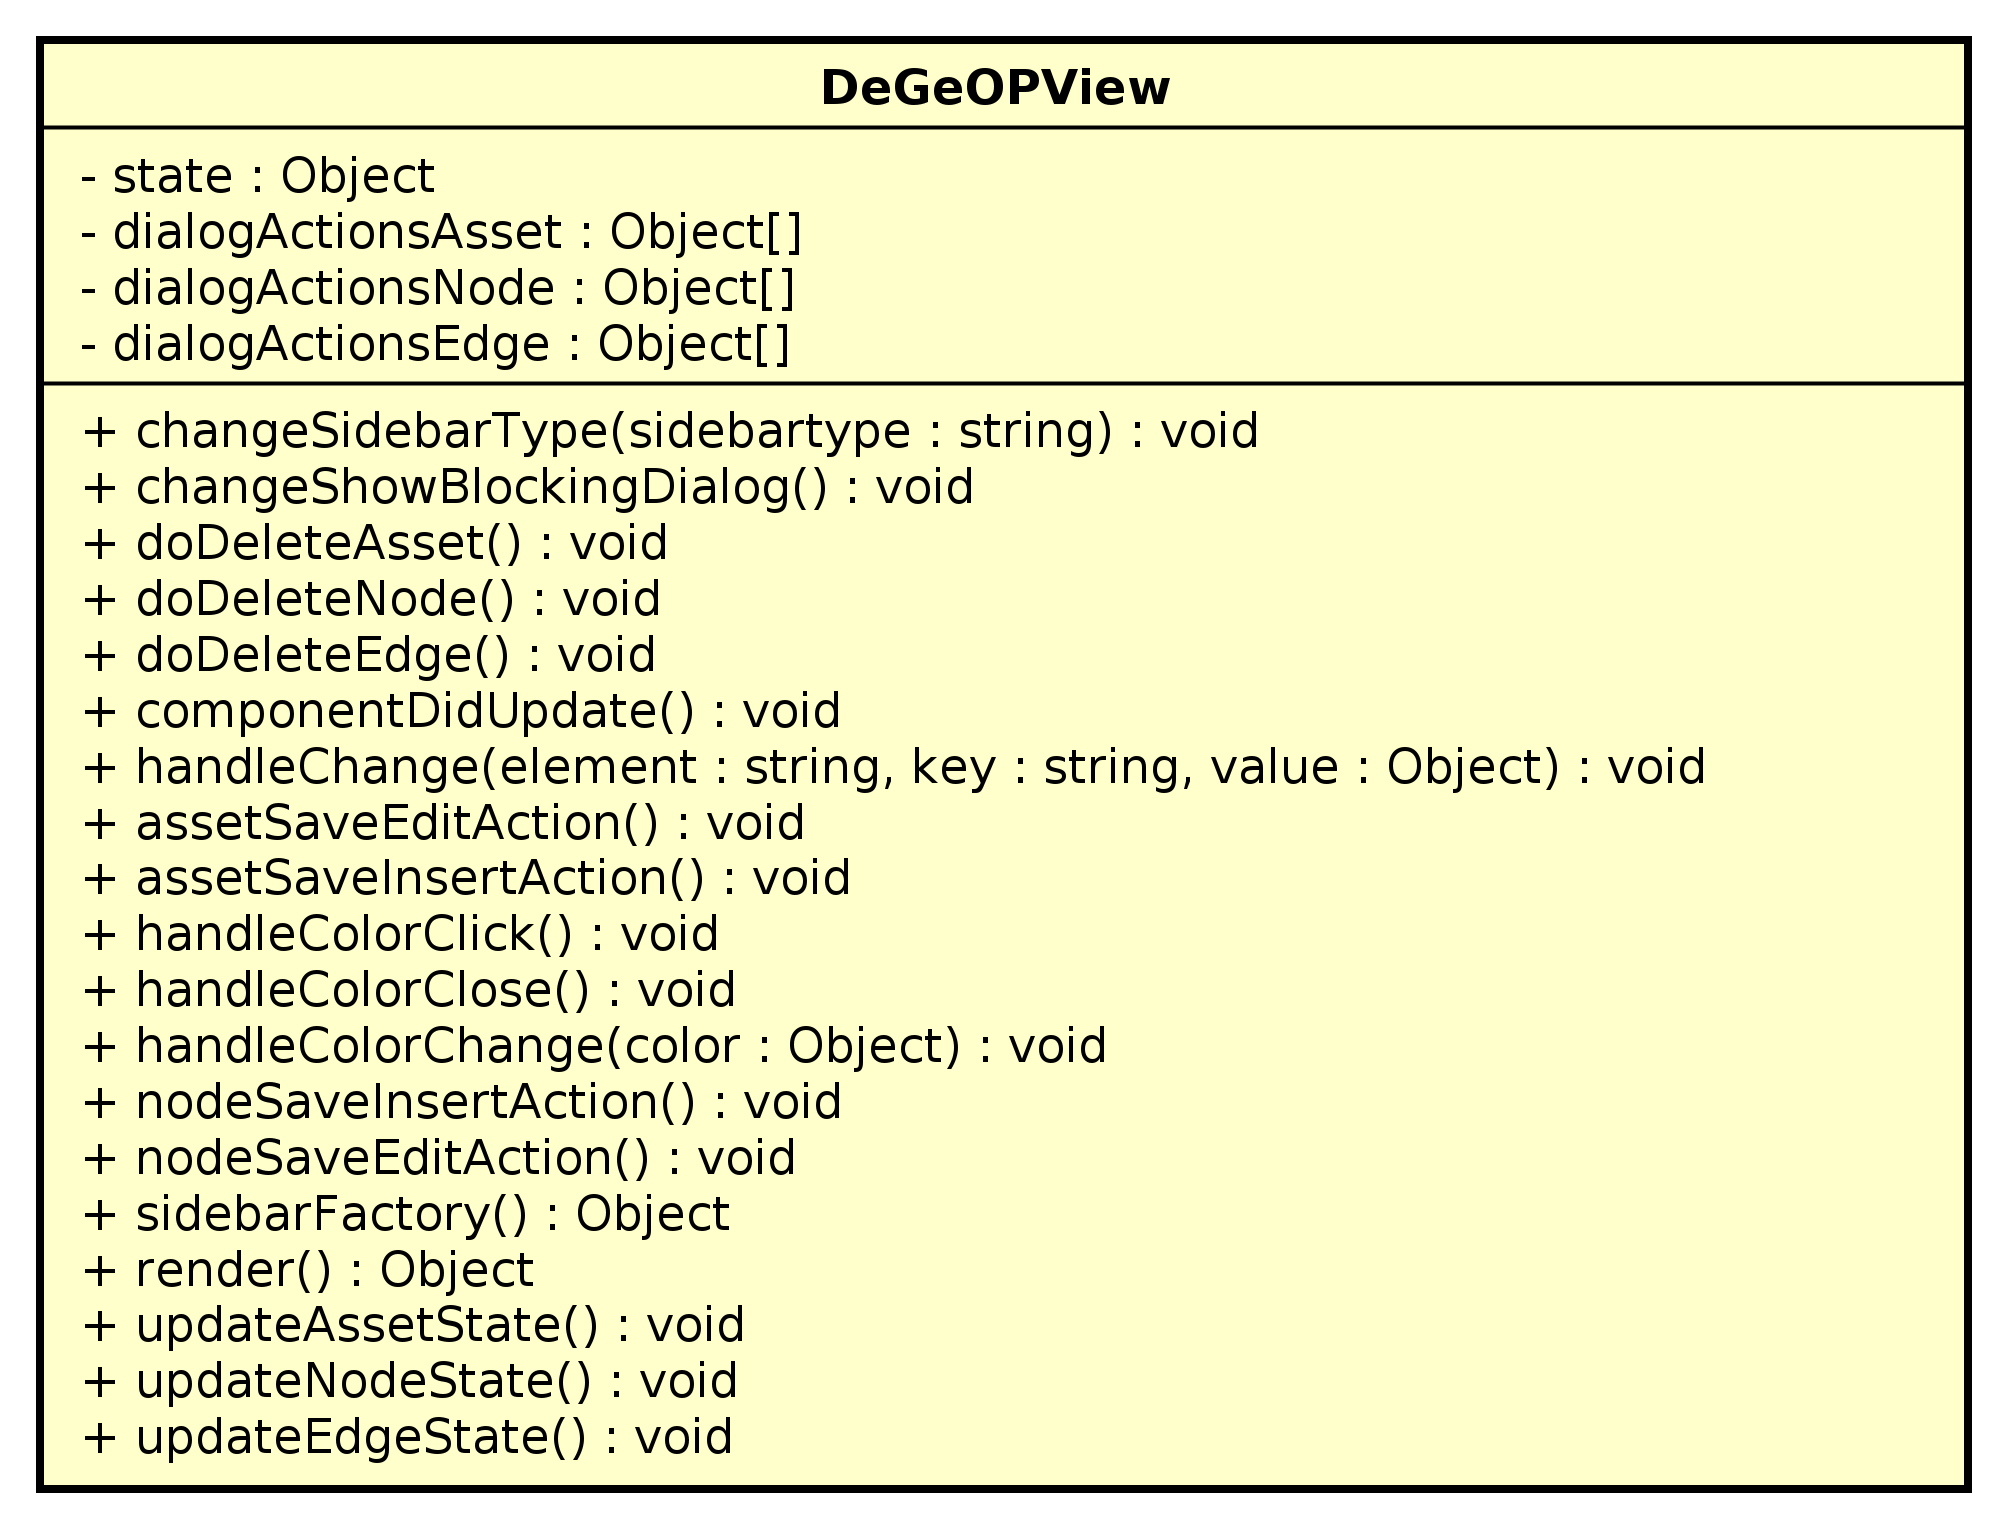 DeGeOPView
- state : Object
- dialogActionsAsset : Object[]
- dialogActionsNode : Object[]
- dialogActionsEdge : Object[]
+ changeSidebarType(sidebartype : string) : void
+ changeShowBlockingDialog() : void
+ doDeleteAsset() : void
+ doDeleteNode() : void
+ doDeleteEdge() : void
+ componentDidUpdate() : void
+ handleChange(element : string, key : string, value : Object) : void
+ assetSaveEditAction() : void
+ assetSaveInsertAction() : void
+ handleColorClick() : void
+ handleColorClose() : void
+ handleColorChange(color : Object) : void
+ nodeSaveInsertAction() : void
+ nodeSaveEditAction() : void
+ sidebarFactory() : Object
+ render() : Object
+ updateAssetState() : void
+ updateNodeState() : void
+ updateEdgeState() : void